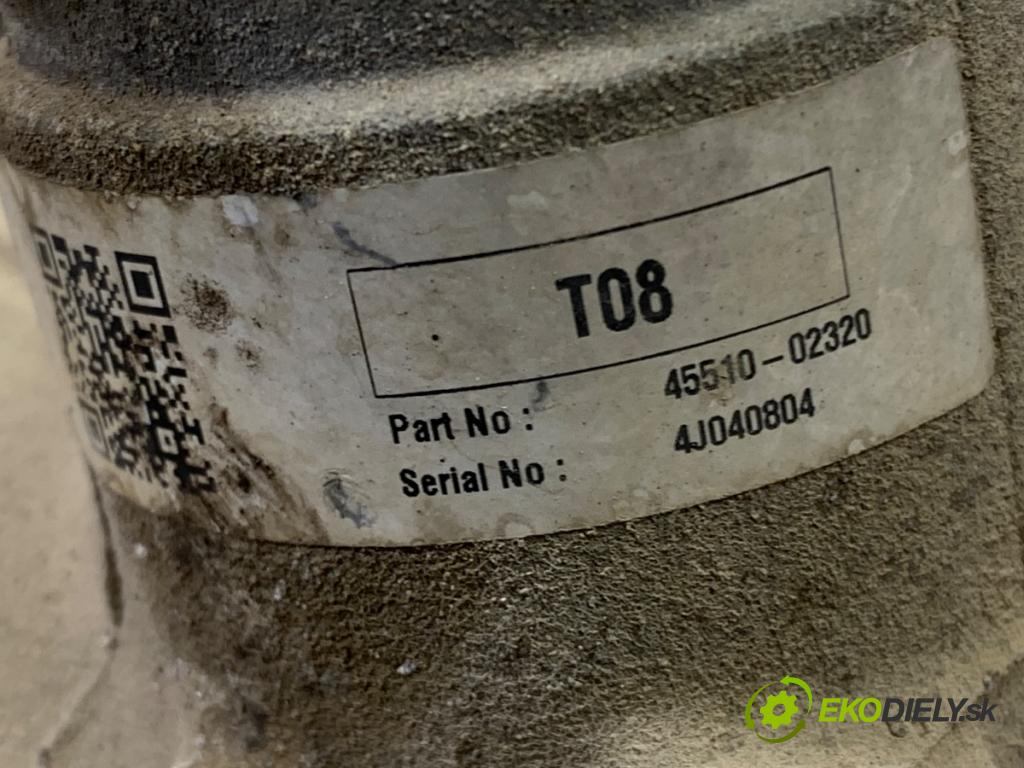 T08
Part No : 45510-02320
Serial No : 4J040804
EKODIELY.sk